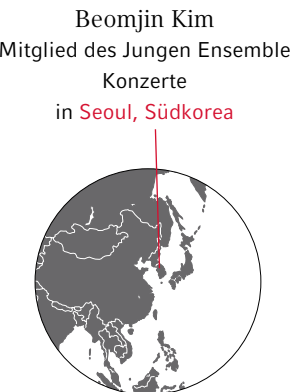 Beomjin Kim
Mitglied des Jungen Ensemble
Konzerte
in Seoul, Südkorea